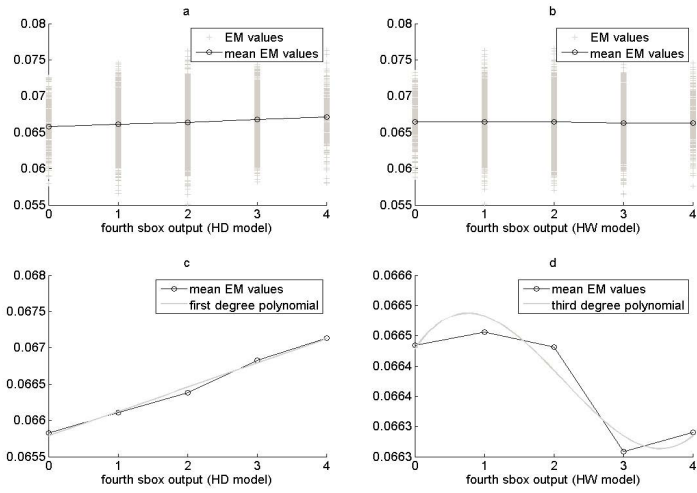 a
0.08
0.075
0.07
0.065
0.06
0.055
EM values
mean EM values
0 1 2 3 4
fourth sbox output (HD model)
b
0.08
0.075
0.07
0.065
0.06
0.055
EM values
mean EM values
0 1 2 3 4
fourth sbox output (HW model)
c
0.068
0.0675
0.067
0.0665
0.066
0.0655
mean EM values
first degree polynomial
0 1 2 3 4
fourth sbox output (HD model)
d
0.0666
0.0665
0.0665
0.0664
0.0664
0.0663
0.0663
mean EM values
third degree polynomial
0 1 2 3 4
fourth sbox output (HW model)